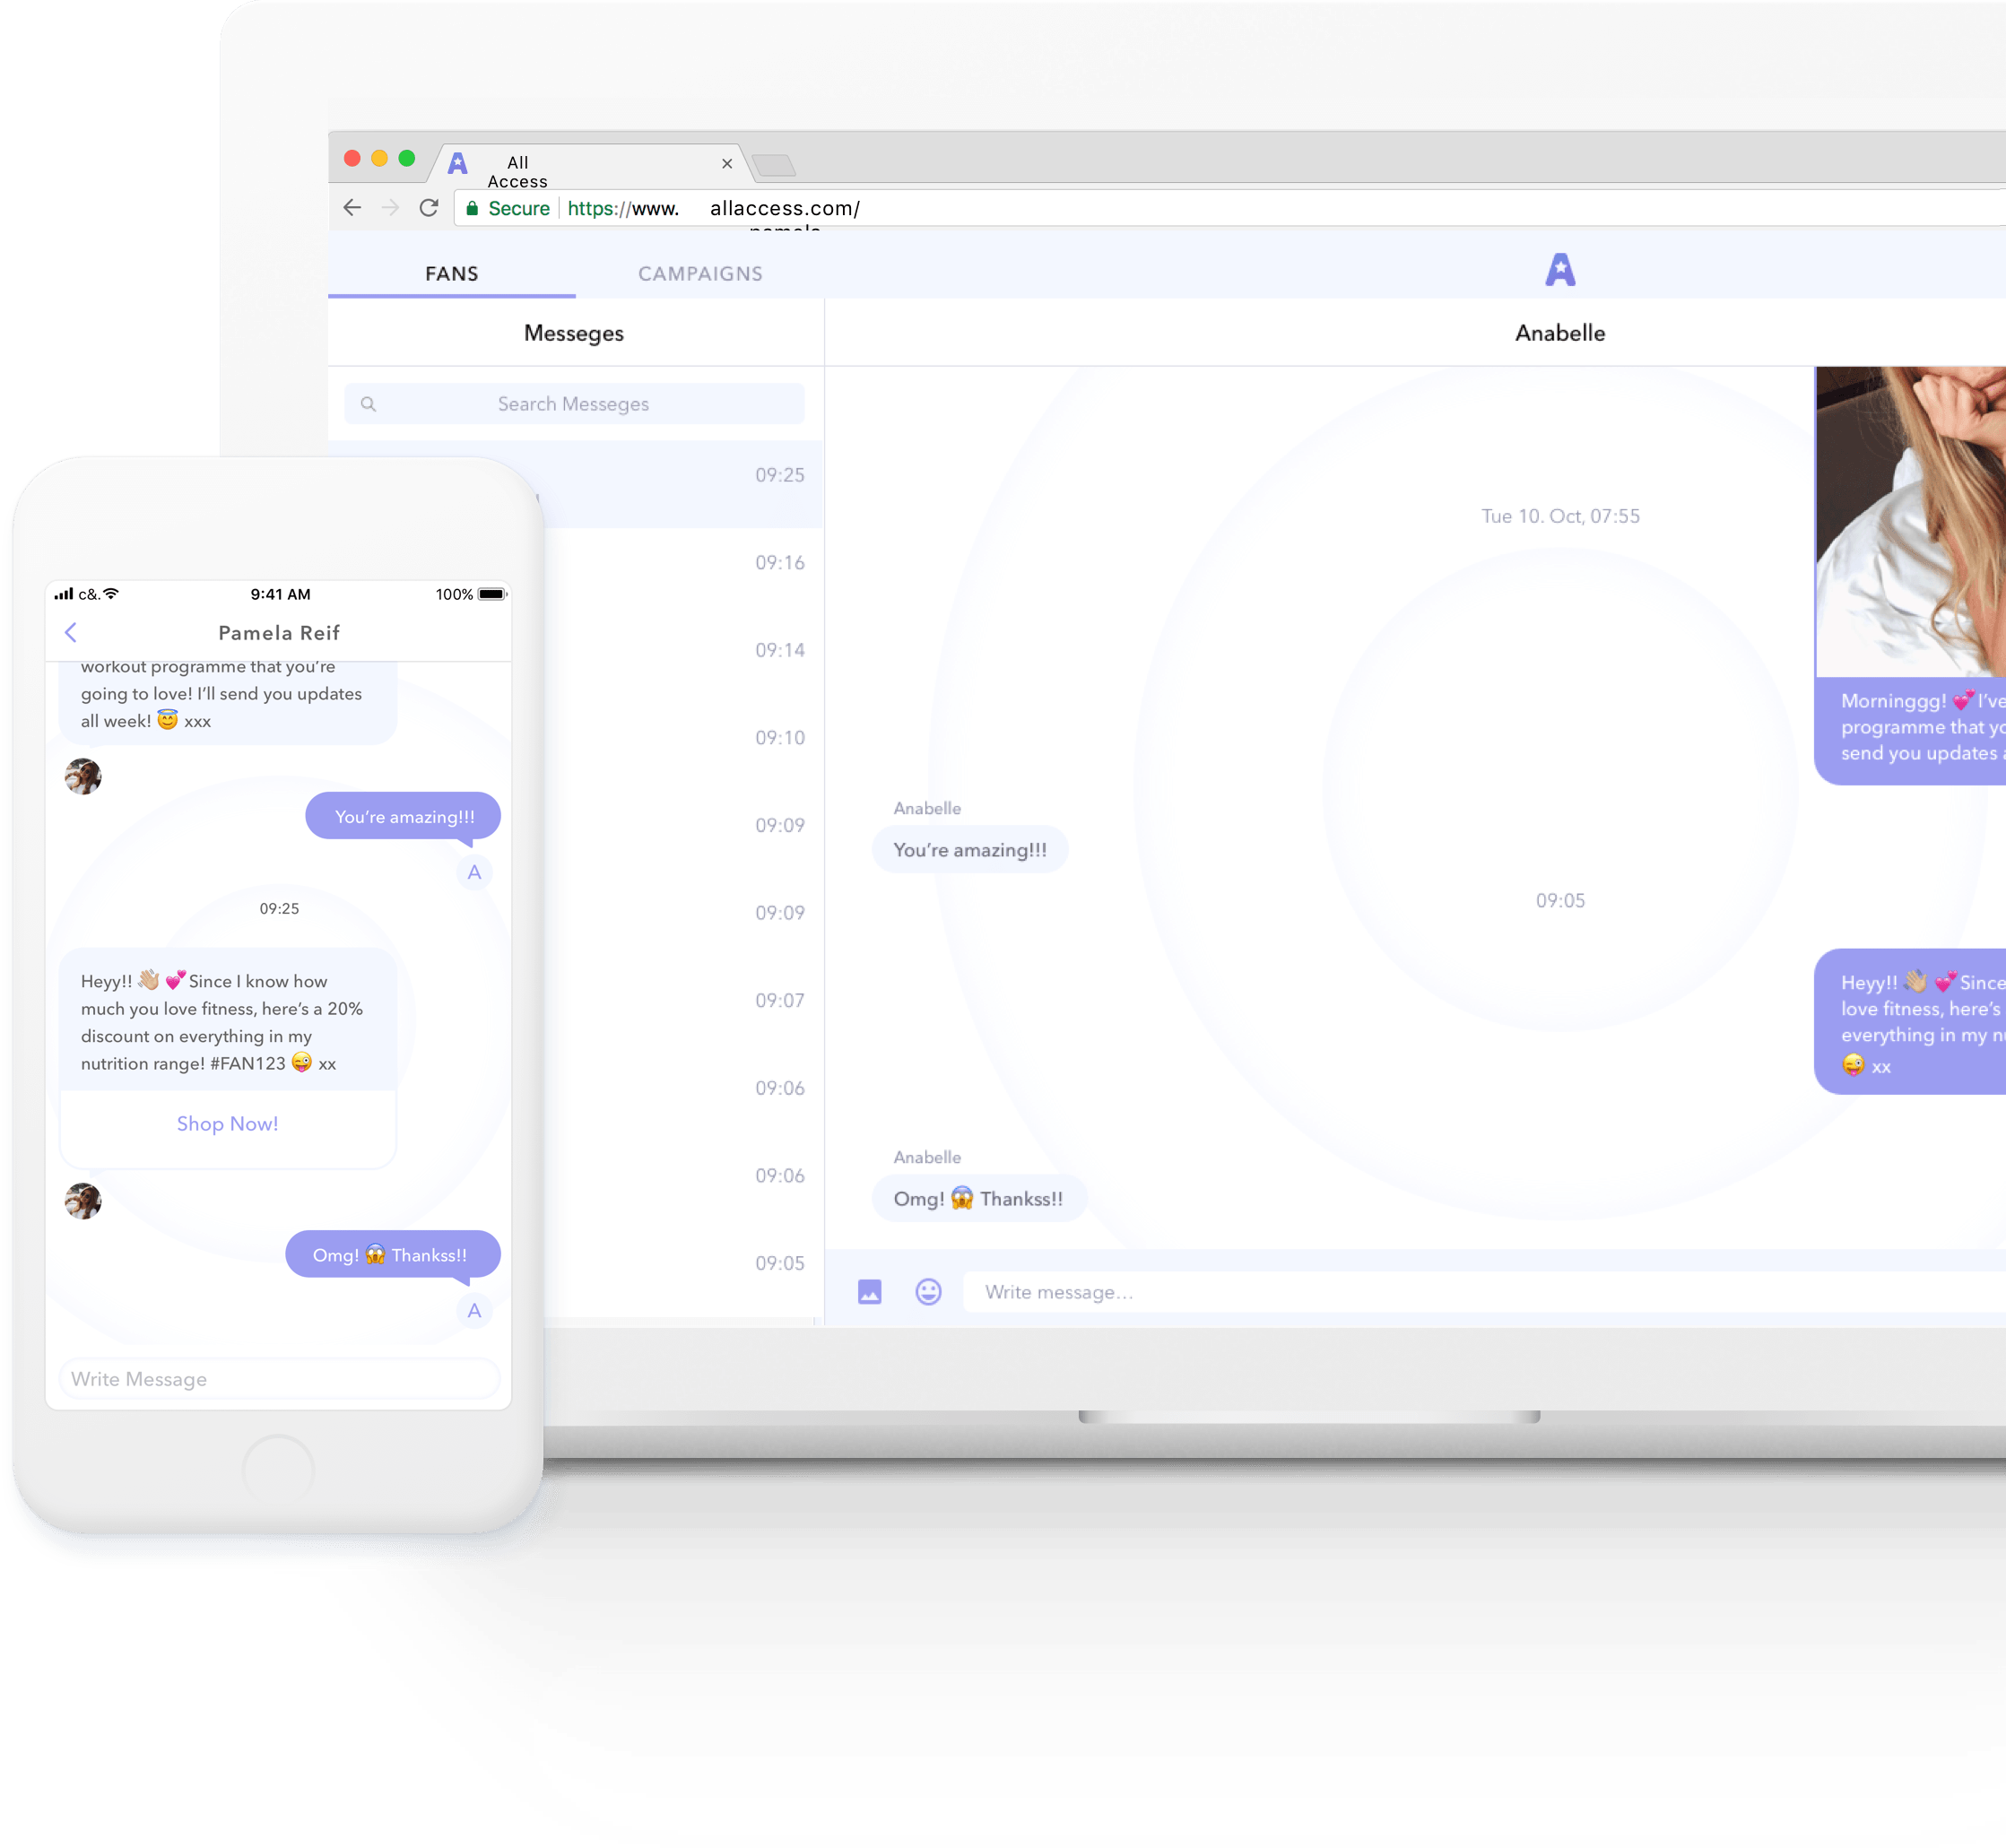 All
Access
Secure https://www. allaccess.com/
FANS
CAMPAIGNS
Messeges
Anabelle
Search Messeges
09:25
09:16
09:14
09:10
09:09
09:09
09:07
09:06
09:06
09:05
Tue 10. Oct, 07:55
Morninggg! 💕 I've
programme that
send you updates
Anabelle
You're amazing!!!
09:05
Heyy!! 👋🏼 💕 Since
love fitness, here's
everything in my
😜 xx
Anabelle
Omg! 😱 Thankss!!
Write message...
c&.
9:41 AM
100%
Pamela Reif
workout programme that you're
going to love! I'll send you updates
all week! 😇 xxx
You're amazing!!!
A
09:25
Heyy!! 👋🏼 💕 Since I know how
much you love fitness, here's a 20%
discount on everything in my
nutrition range! #FAN123 😜 xx
Shop Now!
Omg! 😱 Thankss!!
A
Write Message